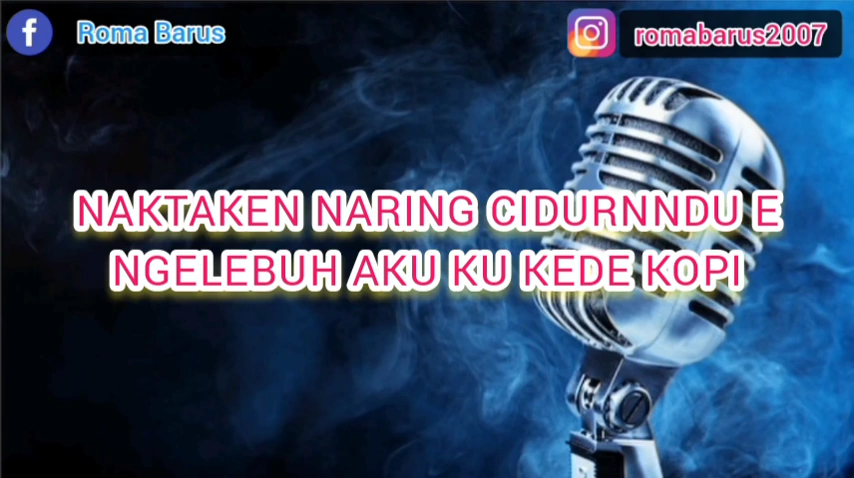 Roma Barus
romabarus2007
NAKTAKEN NARING CIDURNNDU E
NGELEBUH AKU KU KEDE KOPI